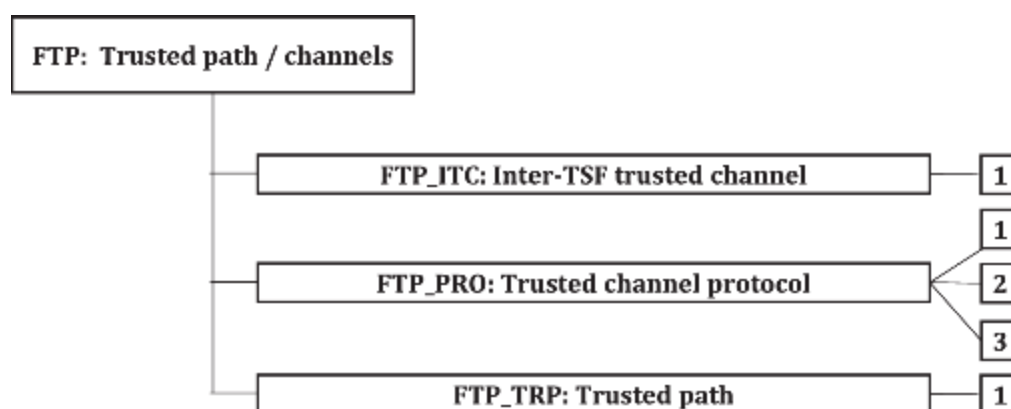 FTP: Trusted path / channels
FTP_ITC: Inter-TSF trusted channel
1
1
FTP_PRO: Trusted channel protocol
2
3
FTP_TRP: Trusted path
1